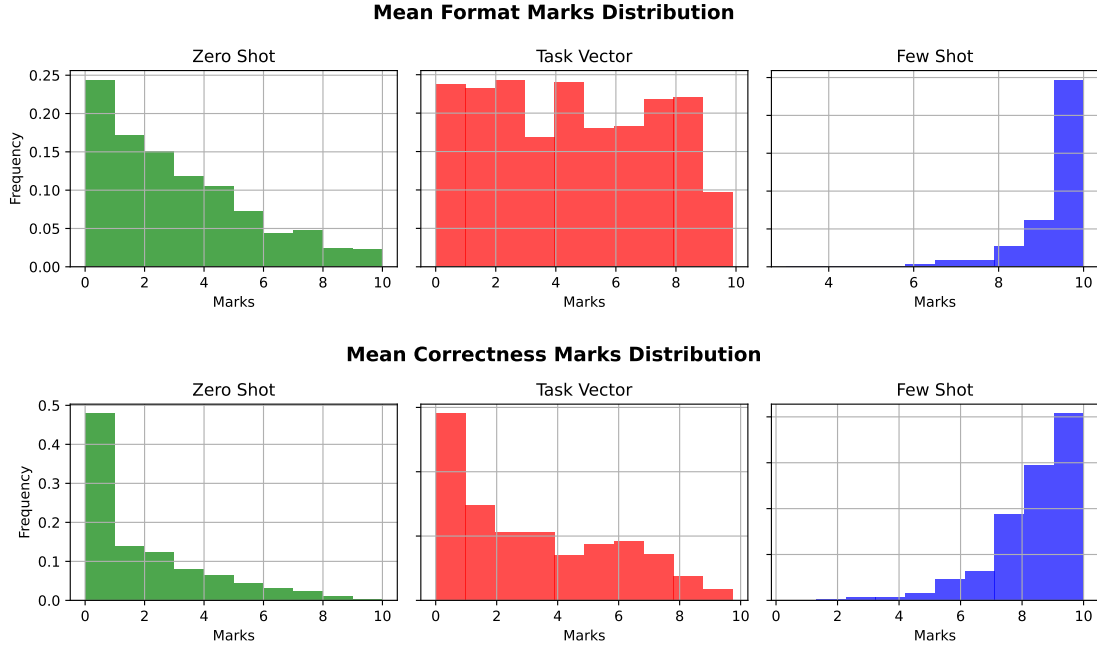 Mean Format Marks Distribution
Zero Shot
Task Vector
Few Shot
Frequency
0.25
0.20
0.15
0.10
0.05
0.00
0 2 4 6 8 10
0 2 4 6 8 10
4 6 8 10
Marks
Marks
Marks
Mean Correctness Marks Distribution
Zero Shot
Task Vector
Few Shot
Frequency
0.5
0.4
0.3
0.2
0.1
0.0
0 2 4 6 8 10
0 2 4 6 8 10
0 2 4 6 8 10
Marks
Marks
Marks